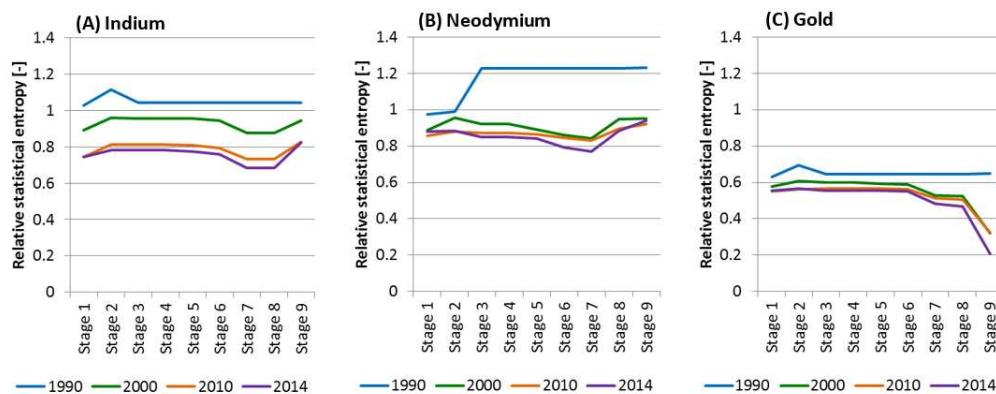 (A) Indium
Relative statistical entropy [-]
1.4
1.2
1
0.8
0.6
0.4
0.2
0
Stage 1
Stage 2
Stage 3
Stage 4
Stage 5
Stage 6
Stage 7
Stage 8
Stage 9
1990 2000 2010 2014
(B) Neodymium
Relative statistical entropy [-]
1.4
1.2
1
0.8
0.6
0.4
0.2
0
Stage 1
Stage 2
Stage 3
Stage 4
Stage 5
Stage 6
Stage 7
Stage 8
Stage 9
1990 2000 2010 2014
(C) Gold
Relative statistical entropy [-]
1.4
1.2
1
0.8
0.6
0.4
0.2
0
Stage 1
Stage 2
Stage 3
Stage 4
Stage 5
Stage 6
Stage 7
Stage 8
Stage 9
1990 2000 2010 2014